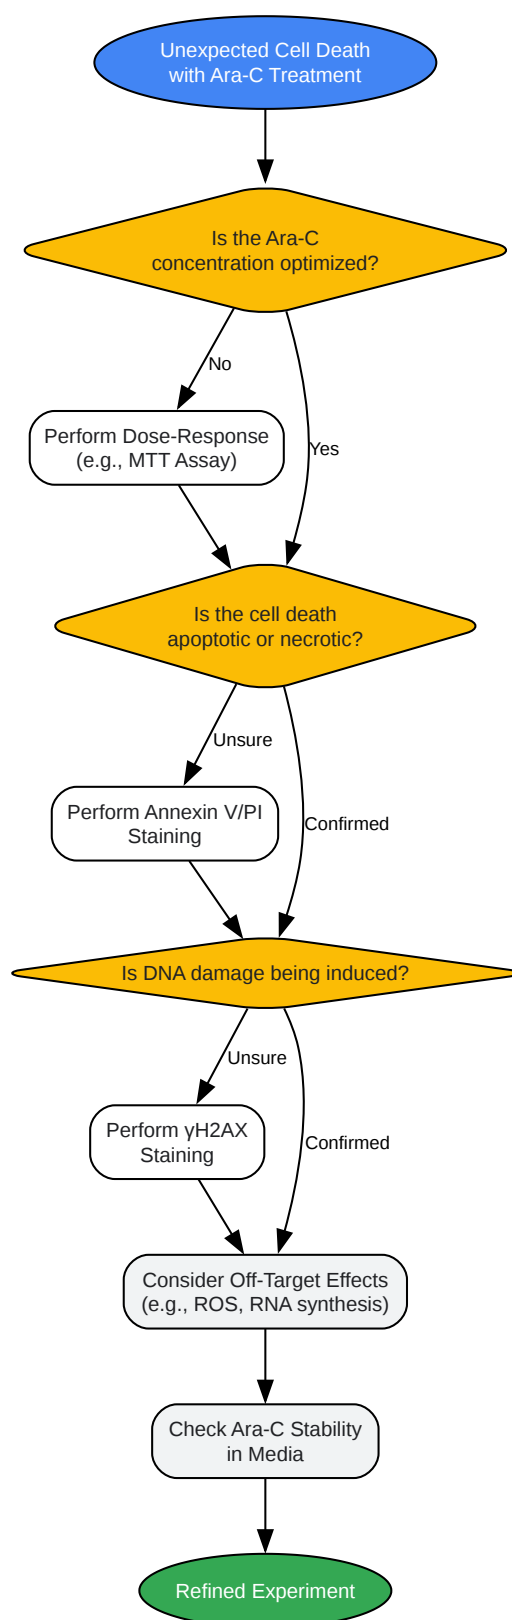 Unexpected Cell Death
with Ara-C Treatment
Is the Ara-C
concentration optimized?
No
Perform Dose-Response
(e.g., MTT Assay)
Yes
Is the cell death
apoptotic or necrotic?
Unsure
Perform Annexin V/PI
Staining
Confirmed
Is DNA damage being induced?
Unsure
Perform γH2AX
Staining
Confirmed
Consider Off-Target Effects
(e.g., ROS, RNA synthesis)
Check Ara-C Stability
in Media
Refined Experiment